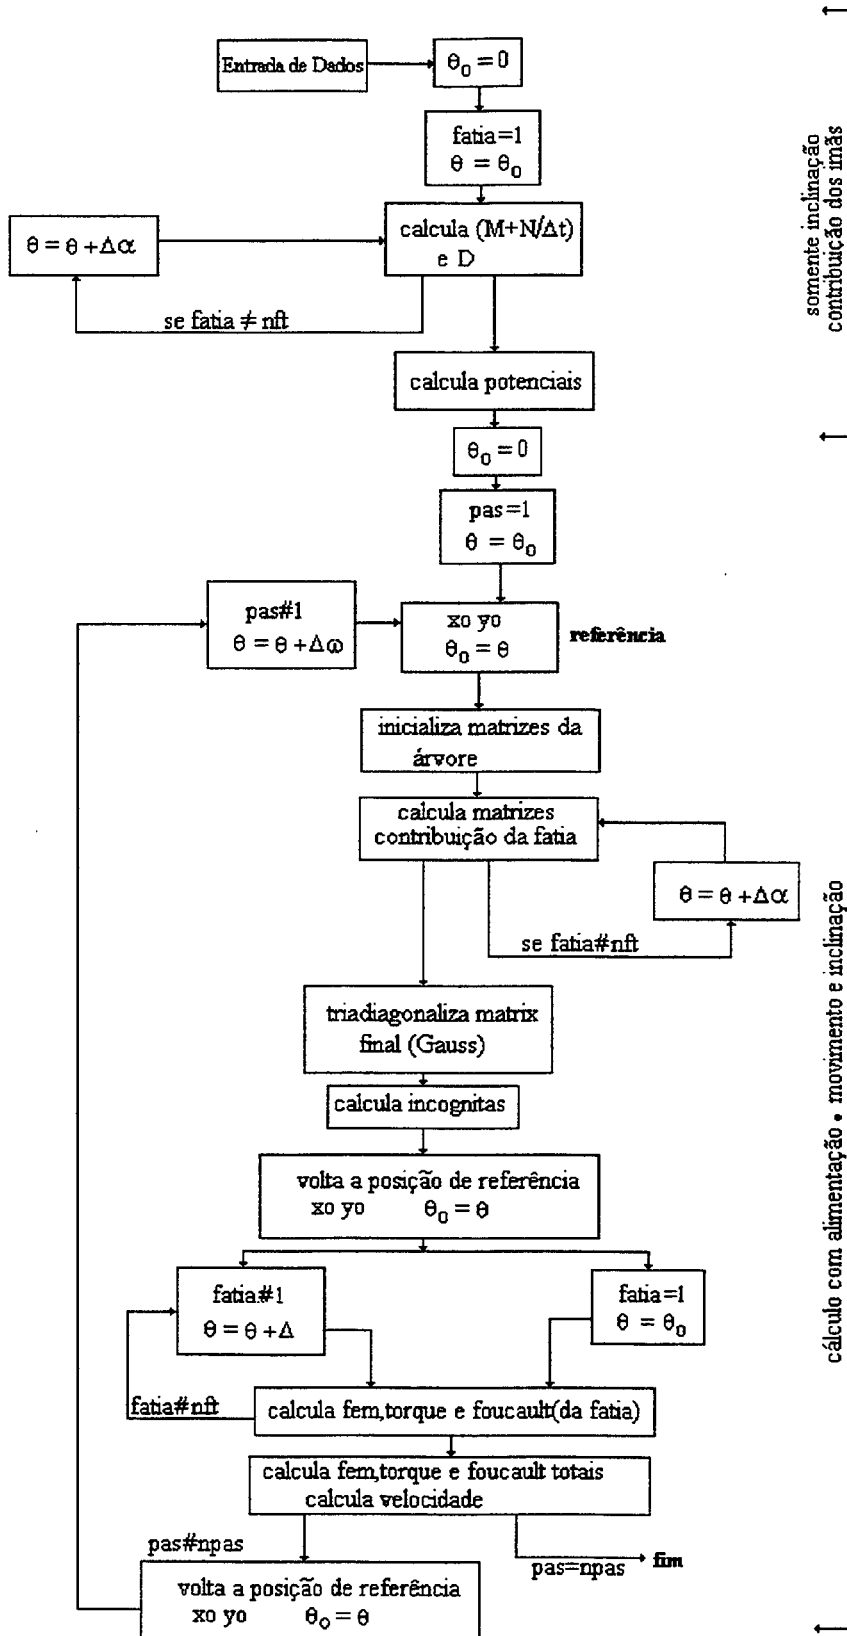 Entrada de Dados
θ₀ = 0
fatia=1
θ = θ₀
calcula (M+N/Δt)
e D
θ = θ +Δα
se fatia ≠ nft
calcula potenciais
somente inclinação
contribuição dos imãs
θ₀ = 0
pas=1
θ = θ₀
pas#1
θ = θ +Δω
xo yo
θ₀ = θ
referência
inicializa matrizes da
árvore
calcula matrizes
contribuição da fatia
θ = θ +Δα
se fatia#nft
triadiagonaliza matrix
final (Gauss)
calcula incognitas
volta a posição de referência
xo yo θ₀ = θ
fatia#1
θ = θ +Δ
fatia=1
θ = θ₀
fatia#nft
calcula fem,torque e foucault(da fatia)
calcula fem,torque e foucault totais
calcula velocidade
pas#npas
pas=npas
fim
volta a posição de referência
xo yo θ₀ = θ
cálculo com alimentação • movimento e inclinação